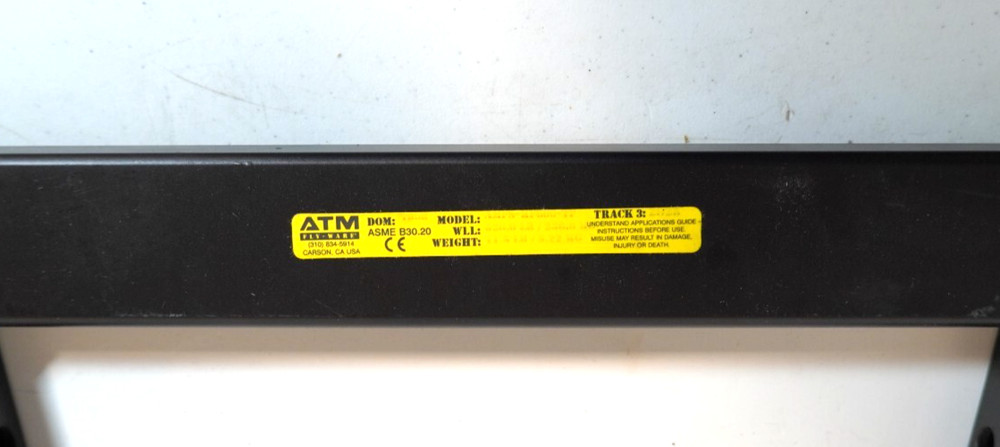 ATM
FLY-WARE
(310) 834-5914
CARSON, CA USA
DOM:
ASME B30.20
CE
MODEL:
WLL:
WEIGHT:
TRACK 3:
UNDERSTAND APPLICATIONS GUIDE
INSTRUCTIONS BEFORE USE.
MISUSE MAY RESULT IN DAMAGE,
INJURY OR DEATH.